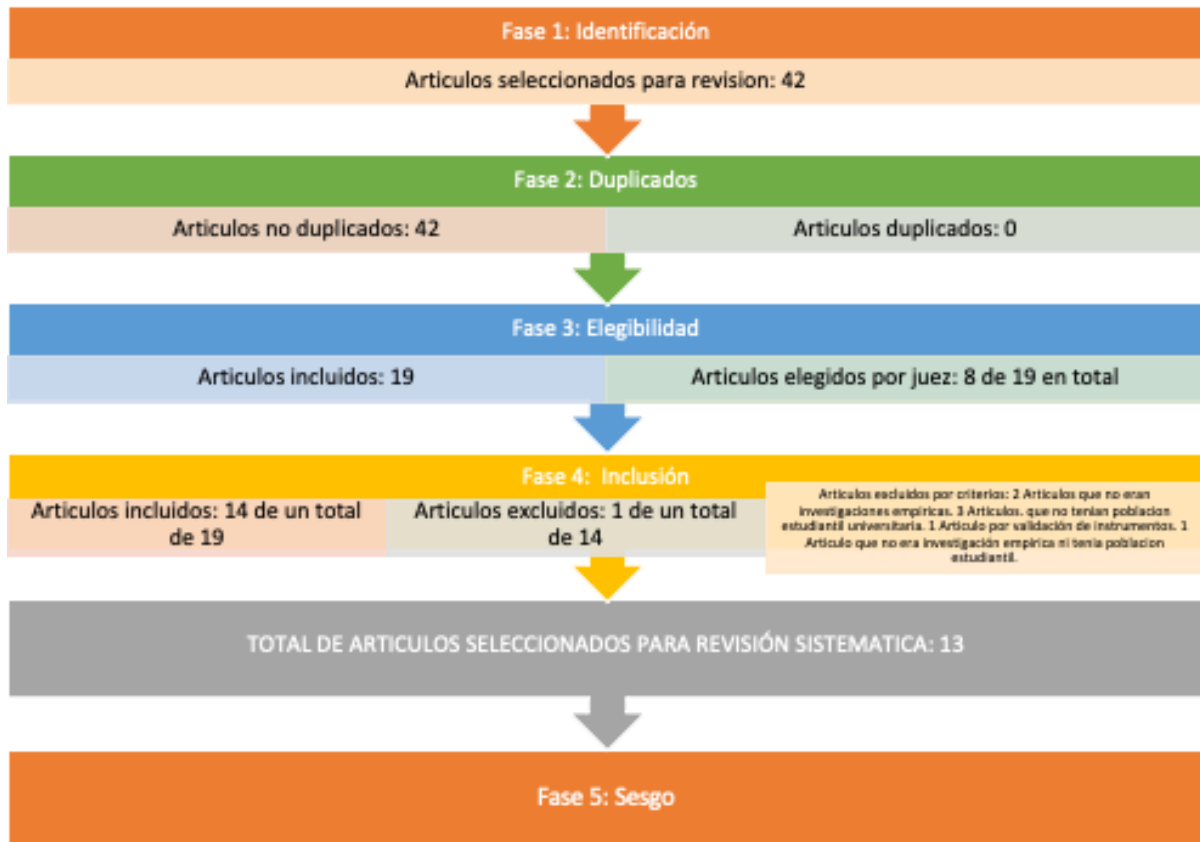 Fase 1: Identificación
Articulos seleccionados para revision: 42
Fase 2: Duplicados
Articulos no duplicados: 42
Articulos duplicados: 0
Fase 3: Elegibilidad
Articulos incluidos: 19
Articulos elegidos por juez: 8 de 19 en total
Fase 4: Inclusión
Articulos incluidos: 14 de un total
de 19
Articulos excluidos: 1 de un total
de 14
Articulos excluidos por criterios: 2 Articulos que no eran
investigaciones empiricas. 3 Articulos. que no tenian poblacion
estudiantil universitaria. 1 Articulo por validación de instrumentos. 1
Articulo que no era investigación empirica ni tenia poblacion
estudiantil.
TOTAL DE ARTICULOS SELECCIONADOS PARA REVISIÓN SISTEMATICA: 13
Fase 5: Sesgo